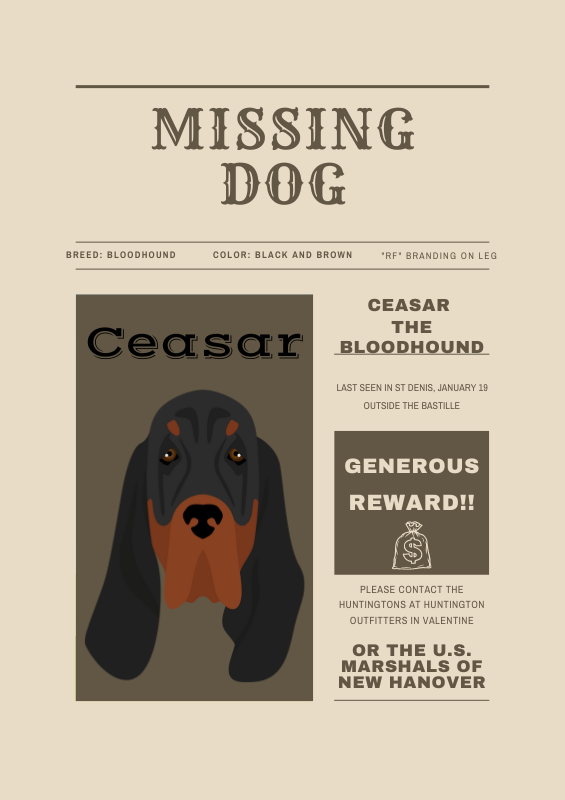 MISSING
DOG
BREED: BLOODHOUND COLOR: BLACK AND BROWN "RF" BRANDING ON LEG
Ceasar
CEASAR
THE
BLOODHOUND
LAST SEEN IN ST DENIS, JANUARY 19
OUTSIDE THE BASTILLE
GENEROUS
REWARD!!
$
PLEASE CONTACT THE
HUNTINGTONS AT HUNTINGTON
OUTFITTERS IN VALENTINE
OR THE U.S.
MARSHALS OF
NEW HANOVER